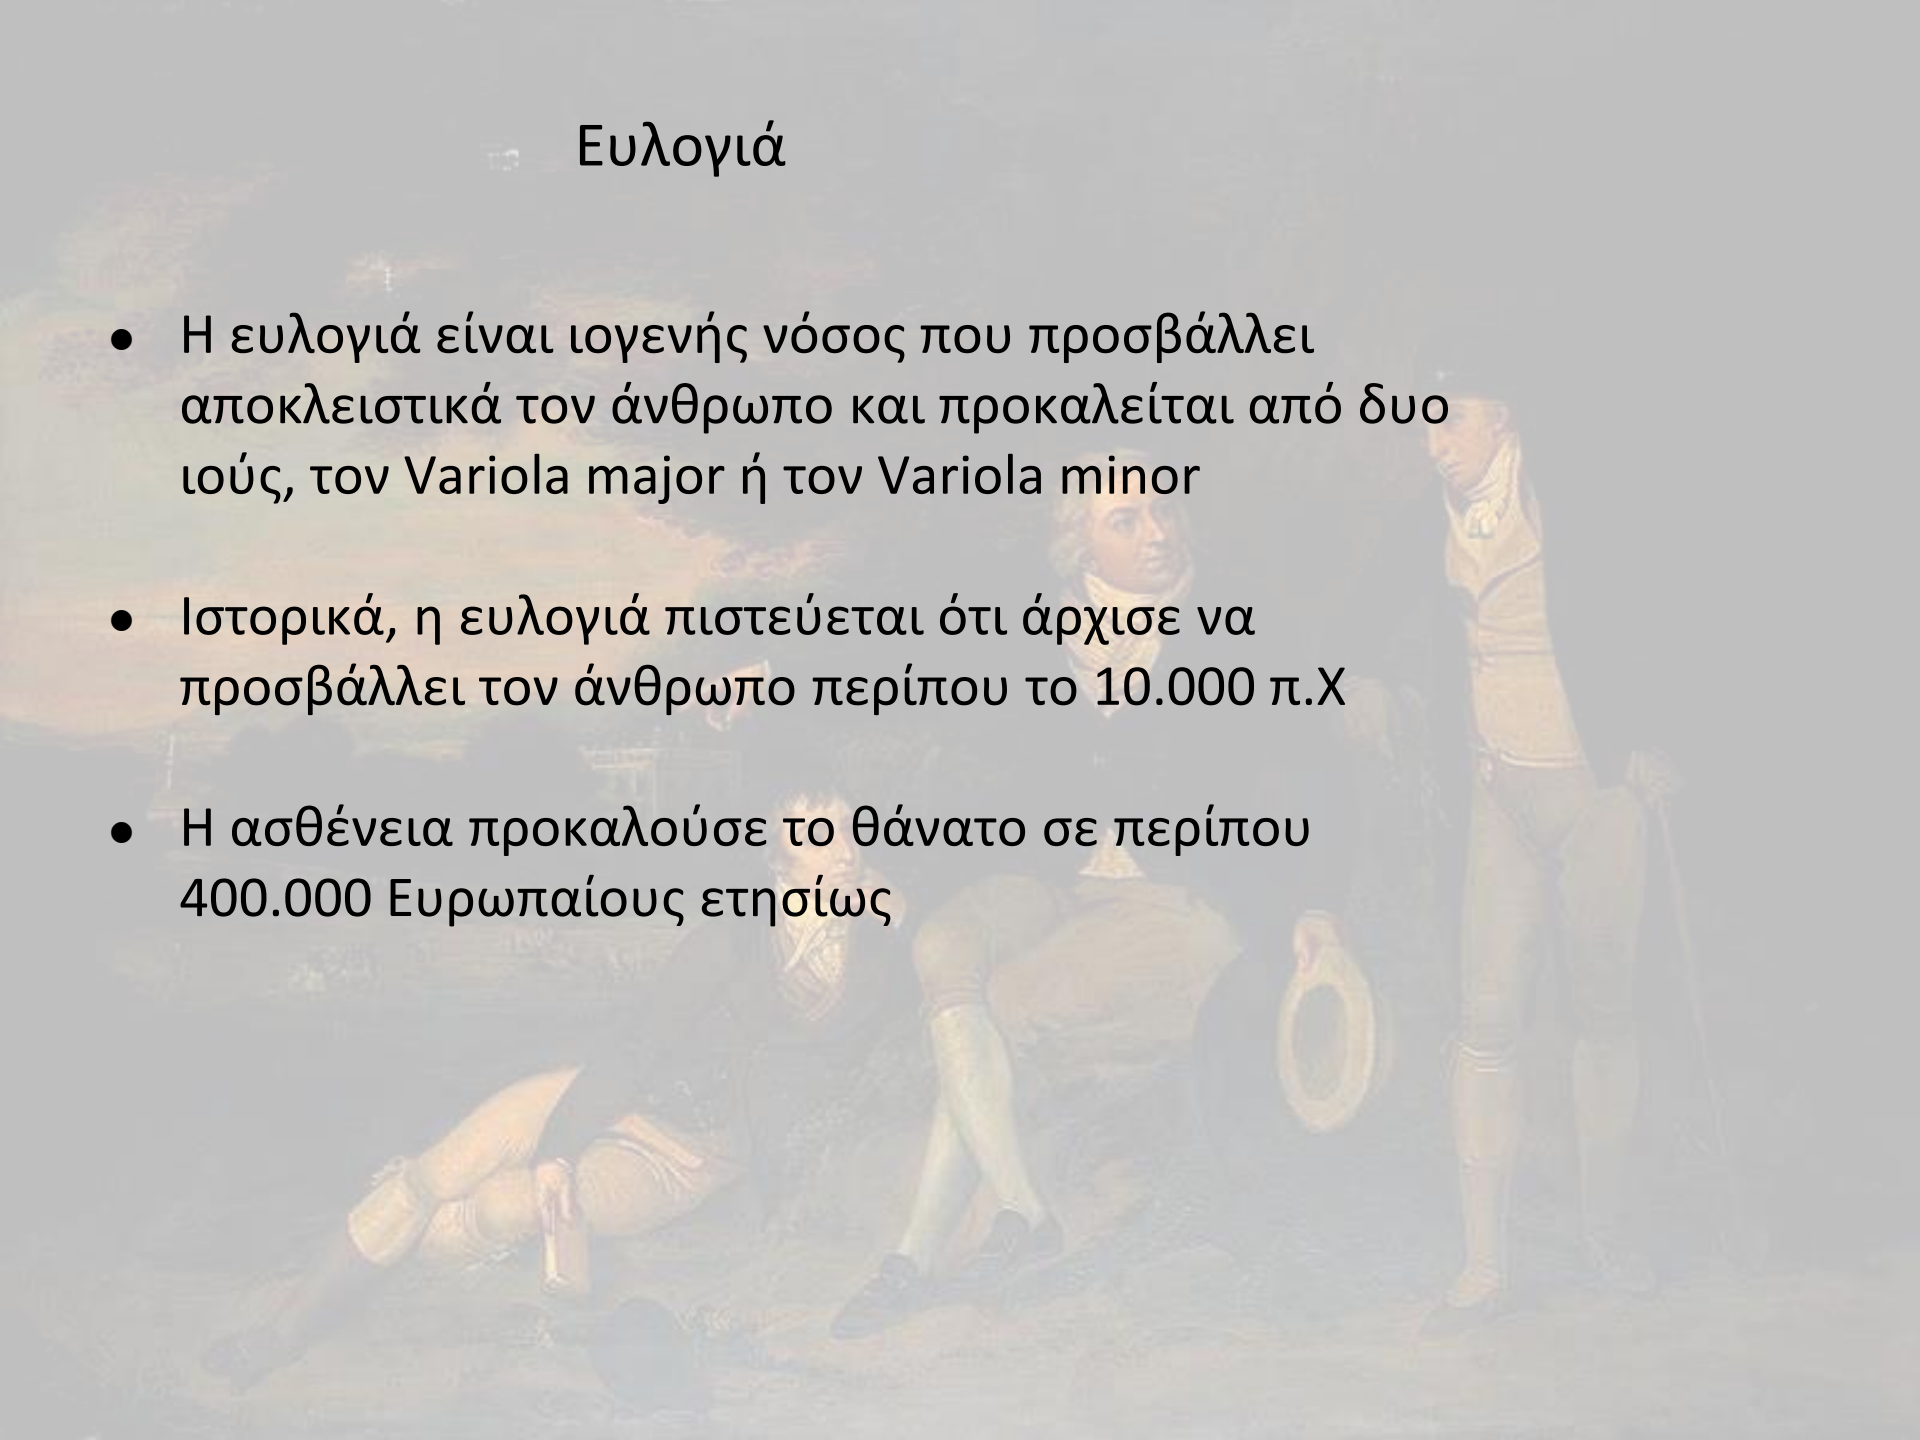 Ευλογιά
● Η ευλογιά είναι ιογενής νόσος που προσβάλλει
αποκλειστικά τον άνθρωπο και προκαλείται από δυο
ιούς, τον Variola major ή τον Variola minor
● Ιστορικά, η ευλογιά πιστεύεται ότι άρχισε να
προσβάλλει τον άνθρωπο περίπου το 10.000 π.Χ
● Η ασθένεια προκαλούσε το θάνατο σε περίπου
400.000 Ευρωπαίους ετησίως